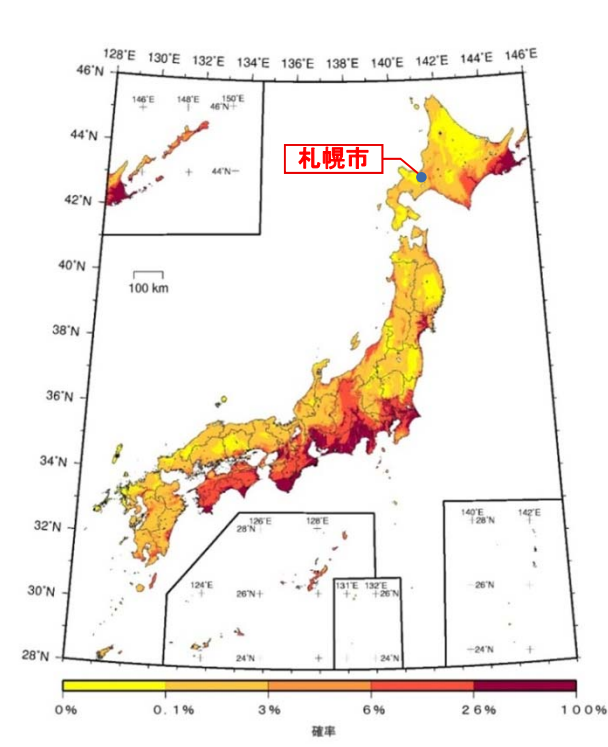 128°E 130°E 132°E 134°E 136°E 138°E 140°E 142°E 144°E 146°E
46°N
146°E 148°E 150°E
46°N
44°N
札幌市
44°N
42°N
40°N
100 km
38°N
36°N
34°N
140°E 142°E
28°N
126°E 128°E
28°N
32°N
124°E
26°N
131°E 132°E
26°N
26°N
30°N
24°N
24°N
24°N
28°N
0% 0.1% 3% 6% 26% 100%
確率